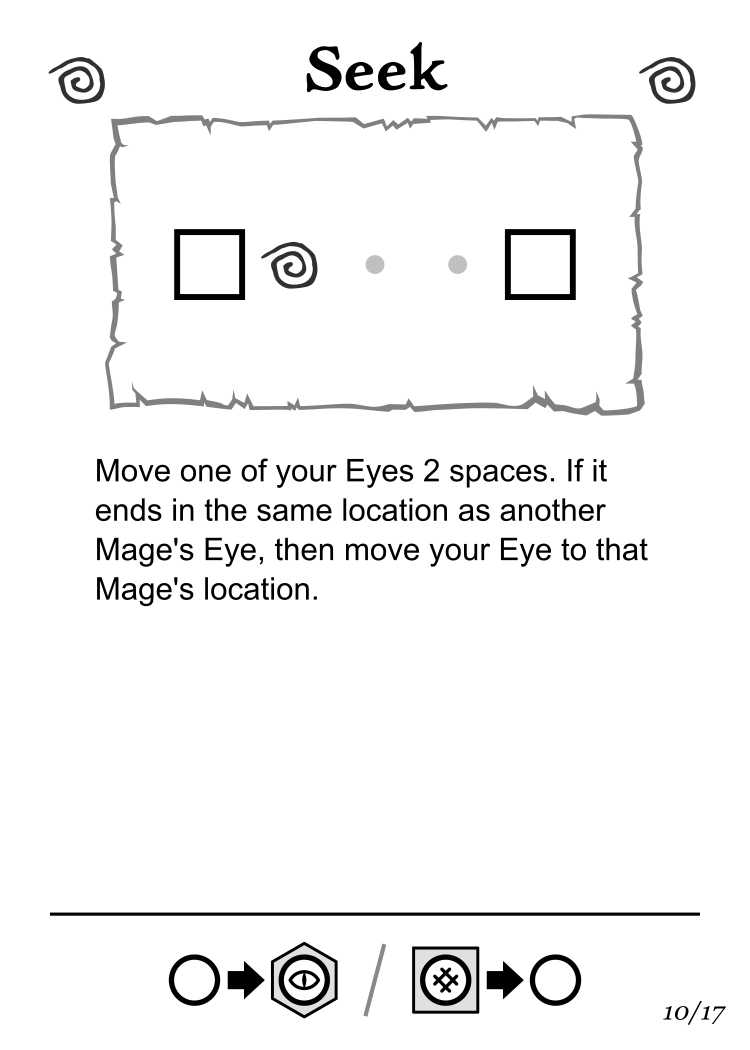 Seek
Move one of your Eyes 2 spaces. If it
ends in the same location as another
Mage's Eye, then move your Eye to that
Mage's location.
10/17